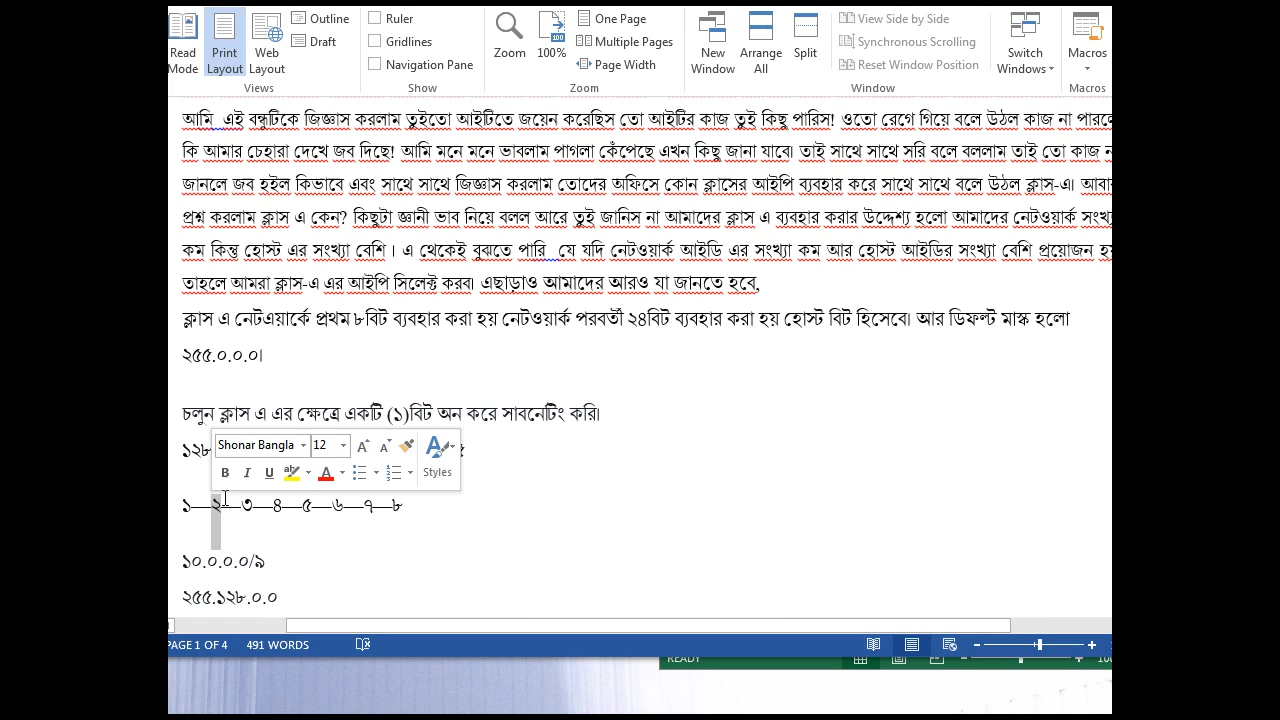 Outline Ruler One Page View Side by Side
Draft Gridlines Multiple Pages Synchronous Scrolling
Navigation Pane Page Width Reset Window Position
Read Mode Print Layout Web Layout Zoom 100% New Window Arrange All Split Switch Windows Macros
Views Show Zoom Window Macros
আমি এই বন্ধুটিকে জিজ্ঞাস করলাম তুইতো আইটিতে জয়েন করেছিস তো আইটির কাজ তুই কিছু পারিস! ওতো রেগে গিয়ে বলে উঠল কাজ না
কি আমার চেহারা দেখে জব দিছে! আমি মনে মনে ভাবলাম পাগলা কেঁপেছে এখন কিছু জানা যাবে। তাই সাথে সাথে সরি বলে বললাম তাই তো কাজ
জানলে জব হইল কিভাবে এবং সাথে সাথে জিজ্ঞাস করলাম তোদের অফিসে কোন ক্লাসের আইপি ব্যবহার করে সাথে সাথে বলে উঠল ক্লাস-এ।
প্রশ্ন করলাম ক্লাস এ কেন? কিছুটা জ্ঞানী ভাব নিয়ে বলল আরে তুই জানিস না আমাদের ক্লাস এ ব্যবহার করার উদ্দেশ্য হলো আমাদের নেটওয়ার্ক
কম কিন্তু হোস্ট এর সংখ্যা বেশি। এ থেকেই বুঝতে পারি যে যদি নেটওয়ার্ক আইডি এর সংখ্যা কম আর হোস্ট আইডির সংখ্যা বেশি প্রয়োজন
তাহলে আমরা ক্লাস-এ এর আইপি সিলেক্ট করব। এছাড়াও আমাদের আরও যা জানতে হবে,
ক্লাস এ নেটএয়ার্কে প্রথম ৮বিট ব্যবহার করা হয় নেটওয়ার্ক পরবর্তী ২৪বিট ব্যবহার করা হয় হোস্ট বিট হিসেবে। আর ডিফল্ট মাস্ক হলো
২৫৫.০.০.০।
চলুন ক্লাস এ এর ক্ষেত্রে একটি (১)বিট অন করে সাবনেটিং করি।
১২৮
Shonar Bangla 12
B I U Styles
১—২—৩—৪—৫—৬—৭—৮
১০.০.০.০/৯
২৫৫.১২৮.০.০
PAGE 1 OF 4 491 WORDS
READY